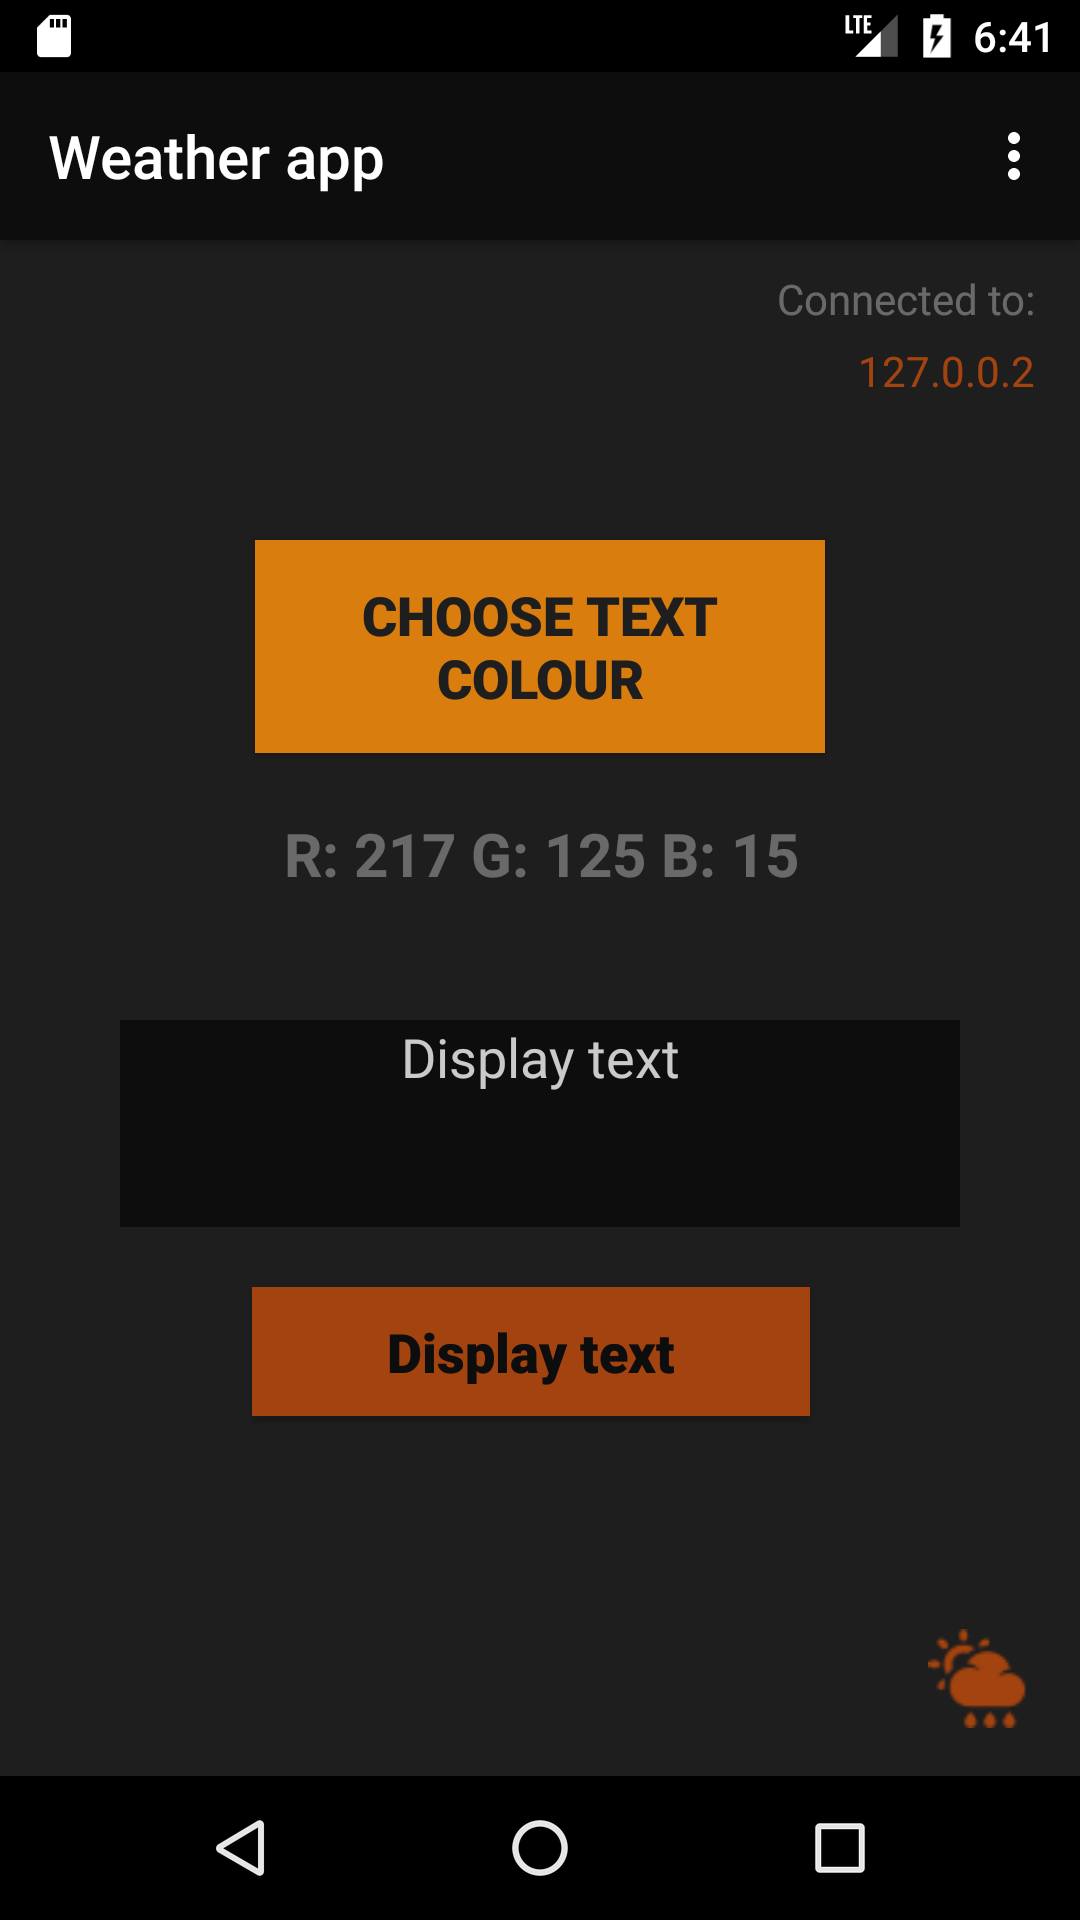 LTE 6:41
Weather app
Connected to:
127.0.0.2
CHOOSE TEXT
COLOUR
R: 217 G: 125 B: 15
Display text
Display text